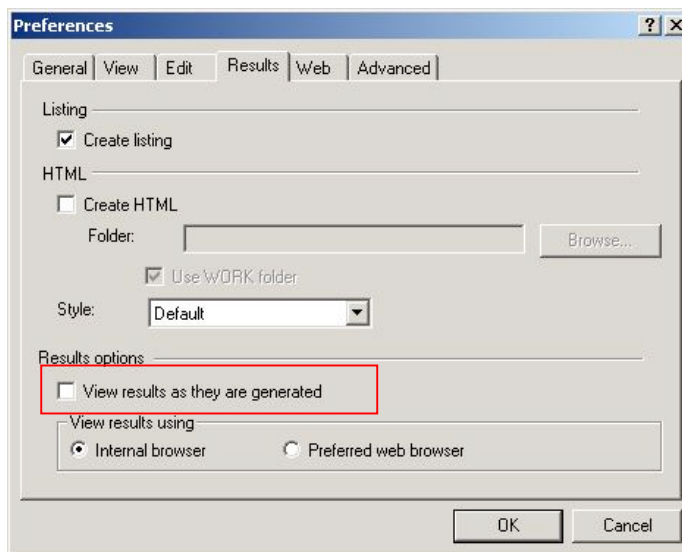 Preferences
General View Edit Results Web Advanced
Listing
Create listing
HTML
Create HTML
Folder:
Browse...
Use WORK folder
Style:
Default
Results options
View results as they are generated
View results using
Internal browser Preferred web browser
OK Cancel